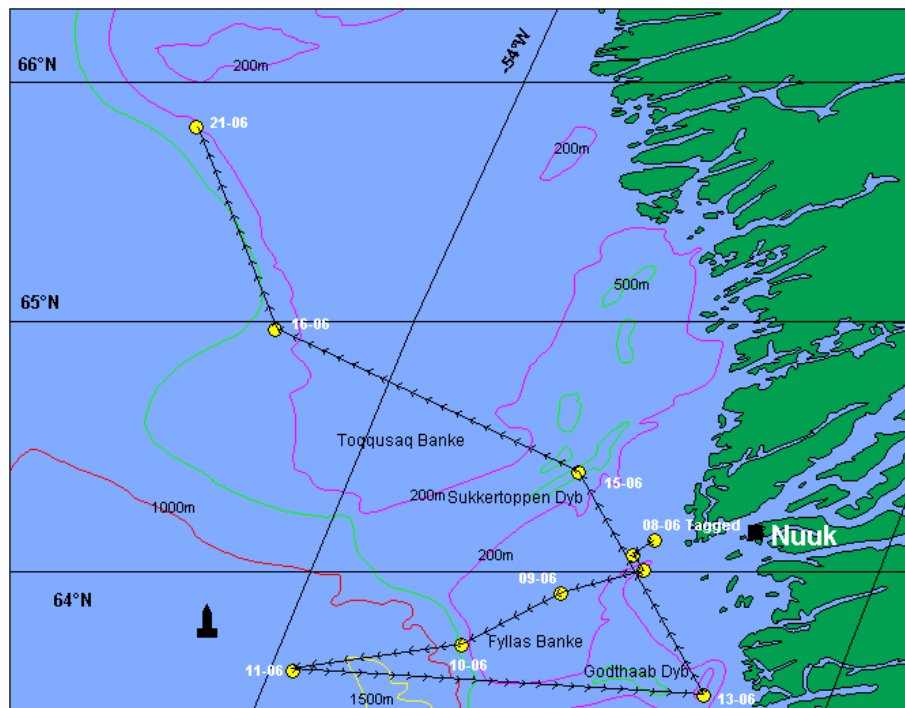 -54°W
66°N
200m
21-06
200m
500m
65°N
16-06
Toqqusaq Banke
15-06
200m
Sukkertoppen Dyb
1000m
08-06 Tagged
Nuuk
200m
09-06
64°N
Fyllas Banke
10-06
11-06
Godthaab Dyb
1500m
13-06